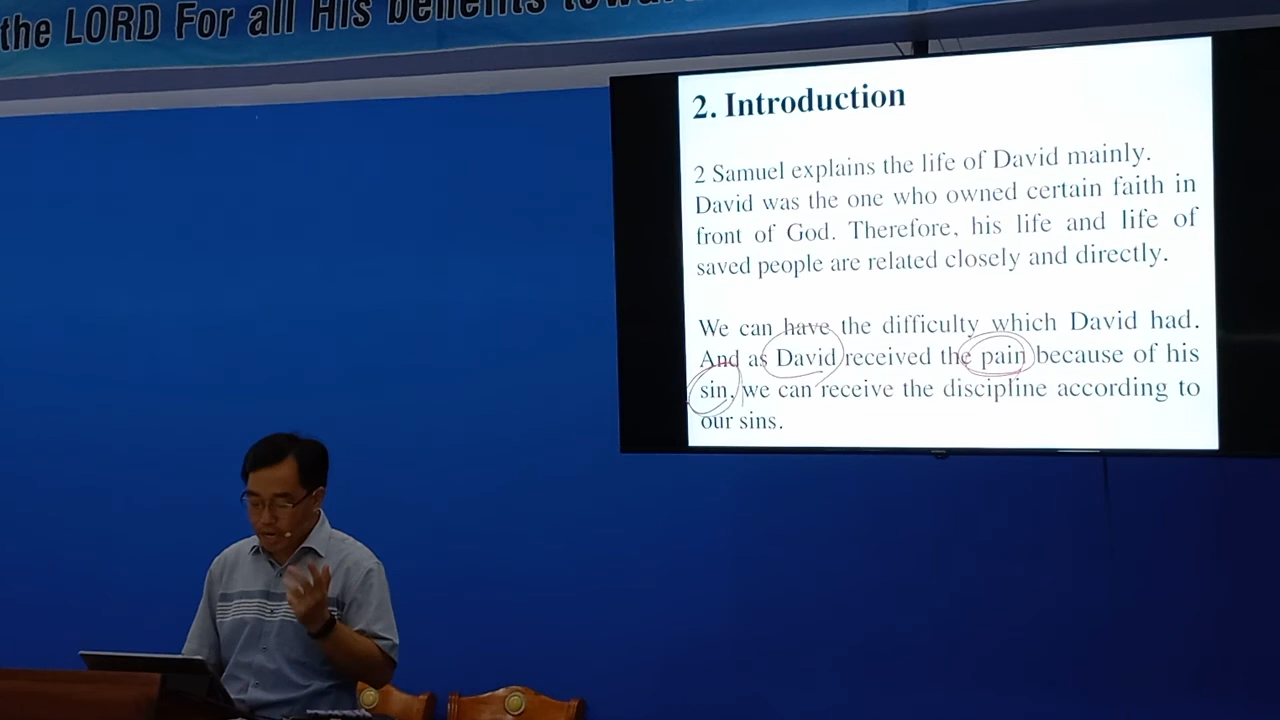 the LORD For all His benefits toward
2. Introduction
2 Samuel explains the life of David mainly.
David was the one who owned certain faith in
front of God. Therefore, his life and life of
saved people are related closely and directly.
We can have the difficulty which David had.
And as David received the pain because of his
sin, we can receive the discipline according to
our sins.